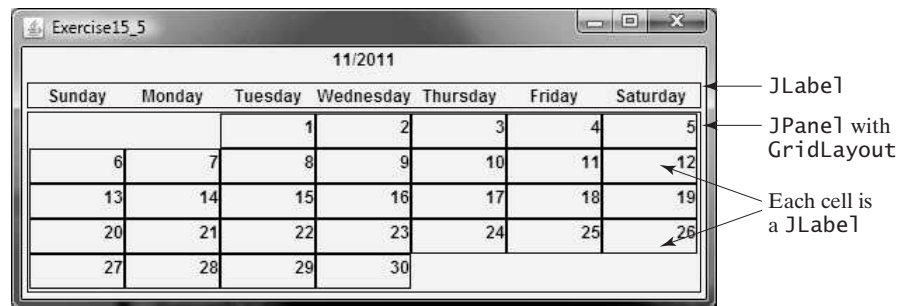 Exercise15_5
11/2011
Sunday Monday Tuesday Wednesday Thursday Friday Saturday
1 2 3 4 5
6 7 8 9 10 11 12
13 14 15 16 17 18 19
20 21 22 23 24 25 26
27 28 29 30
JLabel
JPanel with
GridLayout
Each cell is
a JLabel